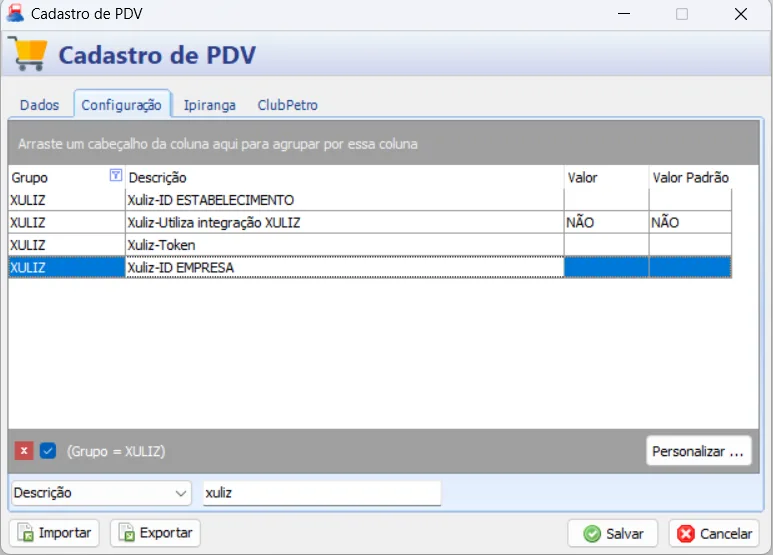 Cadastro de PDV
Cadastro de PDV
Dados Configuração Ipiranga ClubPetro
Arraste um cabeçalho da coluna aqui para agrupar por essa coluna
Grupo Descrição Valor Valor Padrão
XULIZ Xuliz-ID ESTABELECIMENTO
XULIZ Xuliz-Utiliza integração XULIZ NÃO NÃO
XULIZ Xuliz-Token
XULIZ Xuliz-ID EMPRESA
(Grupo = XULIZ) Personalizar ...
Descrição xuliz
Importar Exportar Salvar Cancelar